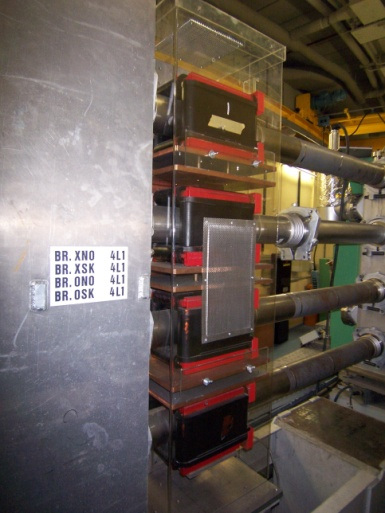 1
BR. XNO 4L1
BR. XSK 4L1
BR. ONO 4L1
BR. OSK 4L1